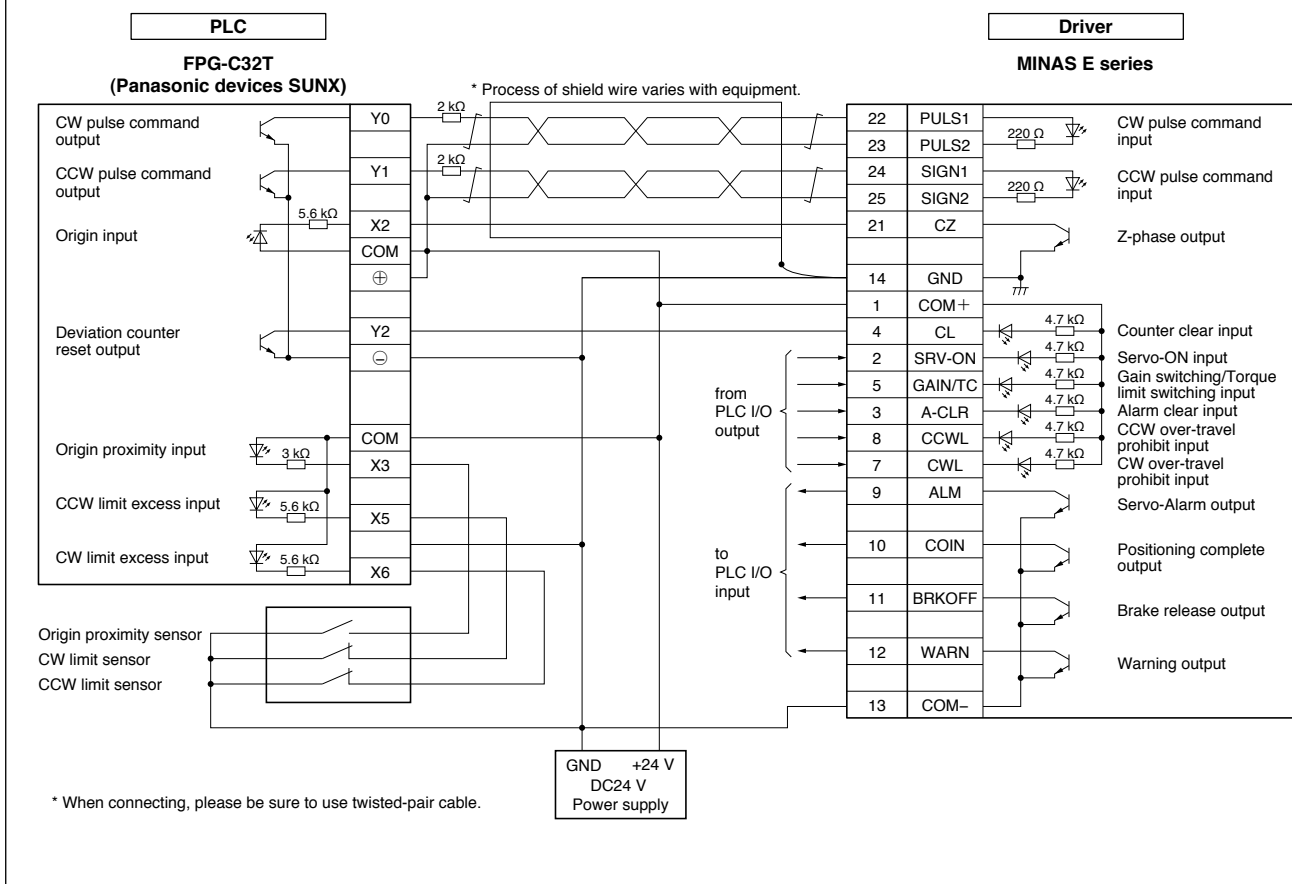 PLC
Driver
FPG-C32T
(Panasonic devices SUNX)
MINAS E series
* Process of shield wire varies with equipment.
CW pulse command
output
Y0
2 kΩ
22 PULS1
23 PULS2
220 Ω
CW pulse command
input
CCW pulse command
output
Y1
2 kΩ
24 SIGN1
25 SIGN2
220 Ω
CCW pulse command
input
Origin input
5.6 kΩ
X2
COM
⊕
21 CZ
Z-phase output
14 GND
1 COM+
Deviation counter
reset output
Y2
⊖
4 CL
4.7 kΩ
Counter clear input
from
PLC I/O
output
2 SRV-ON
4.7 kΩ
Servo-ON input
5 GAIN/TC
4.7 kΩ
Gain switching/Torque
limit switching input
3 A-CLR
4.7 kΩ
Alarm clear input
8 CCWL
4.7 kΩ
CCW over-travel
prohibit input
7 CWL
4.7 kΩ
CW over-travel
prohibit input
Origin proximity input
COM
3 kΩ
X3
CCW limit excess input
5.6 kΩ
X5
CW limit excess input
5.6 kΩ
X6
to
PLC I/O
input
9 ALM
Servo-Alarm output
10 COIN
Positioning complete
output
11 BRKOFF
Brake release output
12 WARN
Warning output
13 COM−
Origin proximity sensor
CW limit sensor
CCW limit sensor
GND +24 V
DC24 V
Power supply
* When connecting, please be sure to use twisted-pair cable.